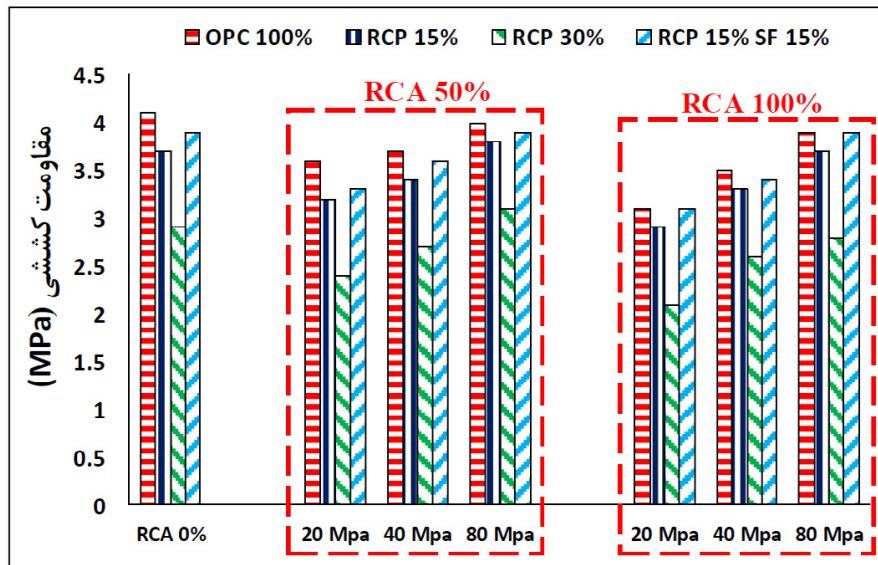 OPC 100% RCP 15% RCP 30% RCP 15% SF 15%
مقاومت کششی (MPa)
4.5
4
3.5
3
2.5
2
1.5
1
0.5
0
RCA 50%
RCA 100%
RCA 0% 20 Mpa 40 Mpa 80 Mpa 20 Mpa 40 Mpa 80 Mpa